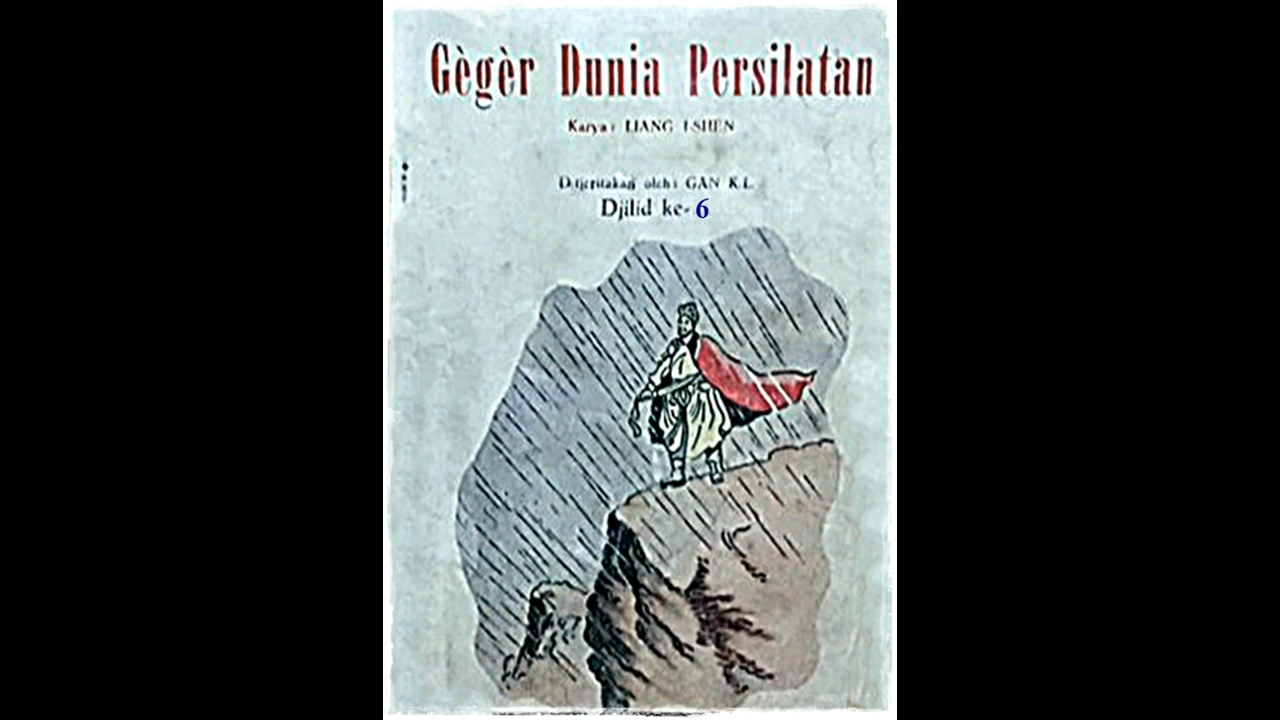 Gègèr Dunia Persilatan
Karya : LIANG I-SHEN
Ditjeritakan oleh : GAN K.L.
Djilid ke-6